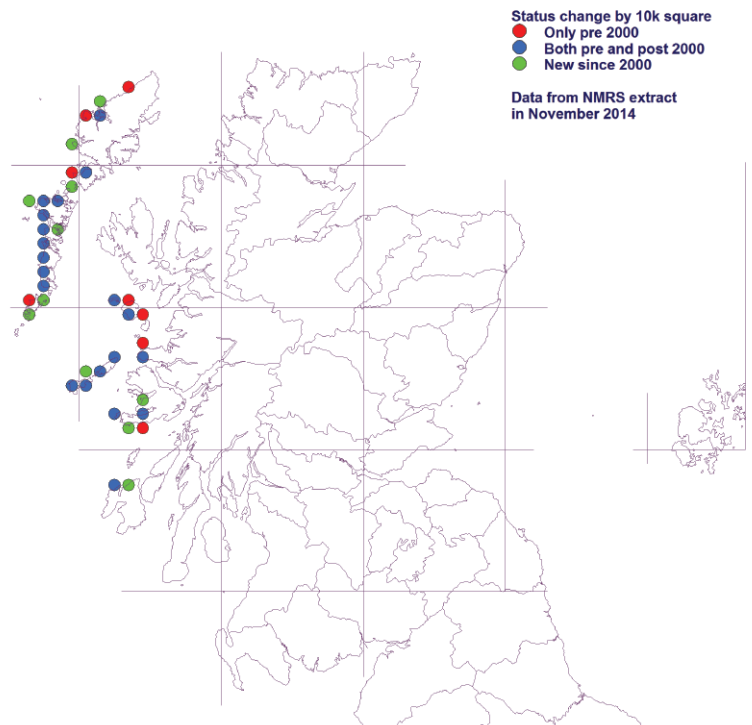 Status change by 10k square
Only pre 2000
Both pre and post 2000
New since 2000
Data from NMRS extract
in November 2014